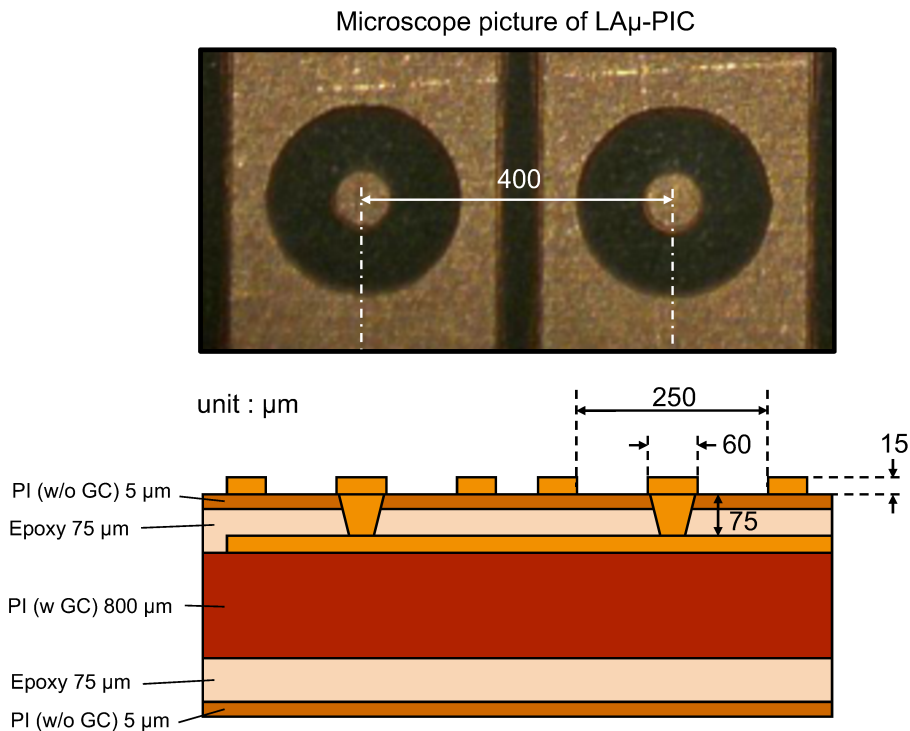 Microscope picture of LAμ-PIC
400
unit : μm
250
60
15
PI (w/o GC) 5 μm
Epoxy 75 μm
75
PI (w GC) 800 μm
Epoxy 75 μm
PI (w/o GC) 5 μm